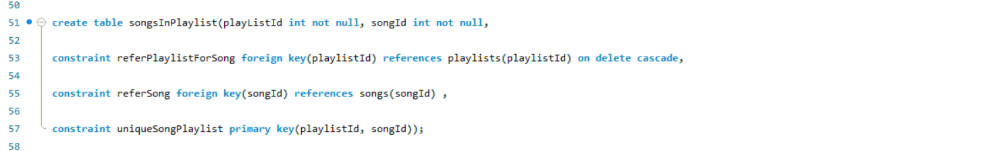 50
51 create table songsInPlaylist(playListId int not null, songId int not null,
52
53 constraint referPlaylistForSong foreign key(playlistId) references playlists(playlistId) on delete cascade,
54
55 constraint referSong foreign key(songId) references songs(songId) ,
56
57 constraint uniqueSongPlaylist primary key(playlistId, songId));
58